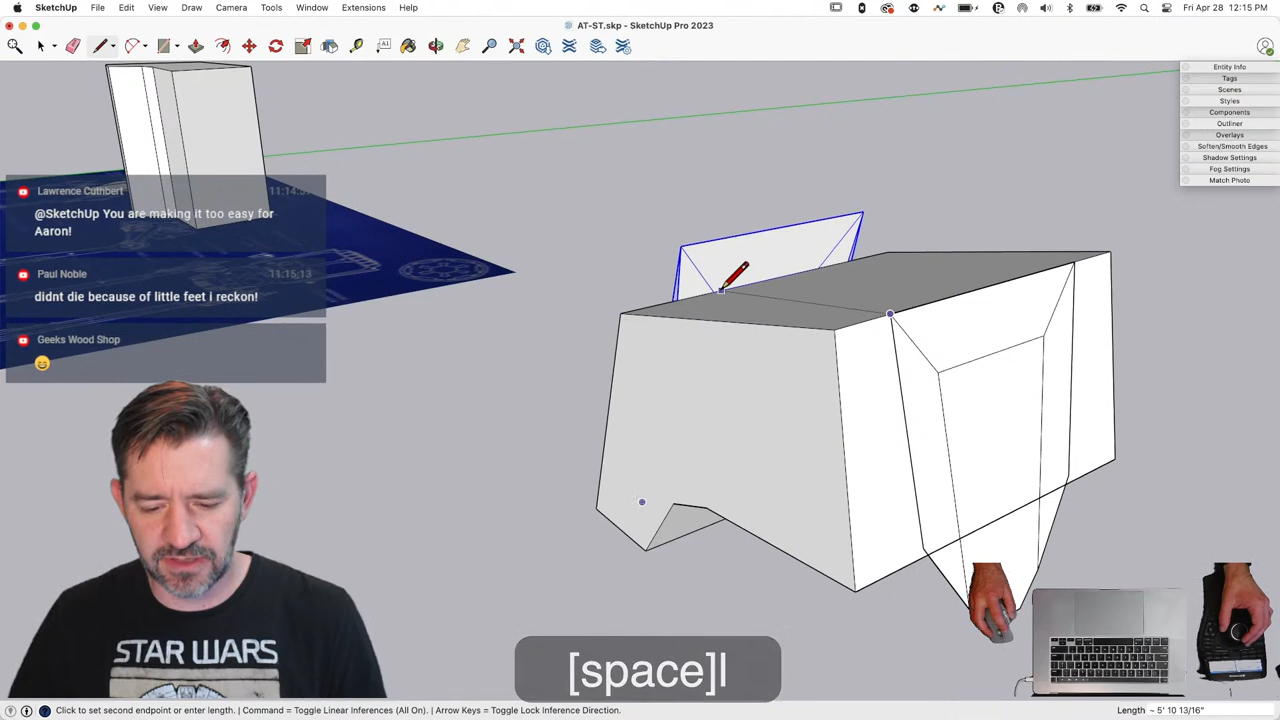 SketchUp File Edit View Draw Camera Tools Window Extensions Help
Fri Apr 28 12:15 PM
AT-ST.skp - SketchUp Pro 2023
Entity Info
Tags
Scenes
Styles
Components
Outliner
Overlays
Soften/Smooth Edges
Shadow Settings
Fog Settings
Match Photo
Lawrence Cuthbert
@SketchUp You are making it too easy for
Aaron!
Paul Noble 11:15:13
didnt die because of little feet i reckon!
Geeks Wood Shop
STAR WARS
[space]l
Click to set second endpoint or enter length. | Command = Toggle Linear Inferences (All On). | Arrow Keys = Toggle Lock Inference Direction.
Length ~ 5' 10 13/16"